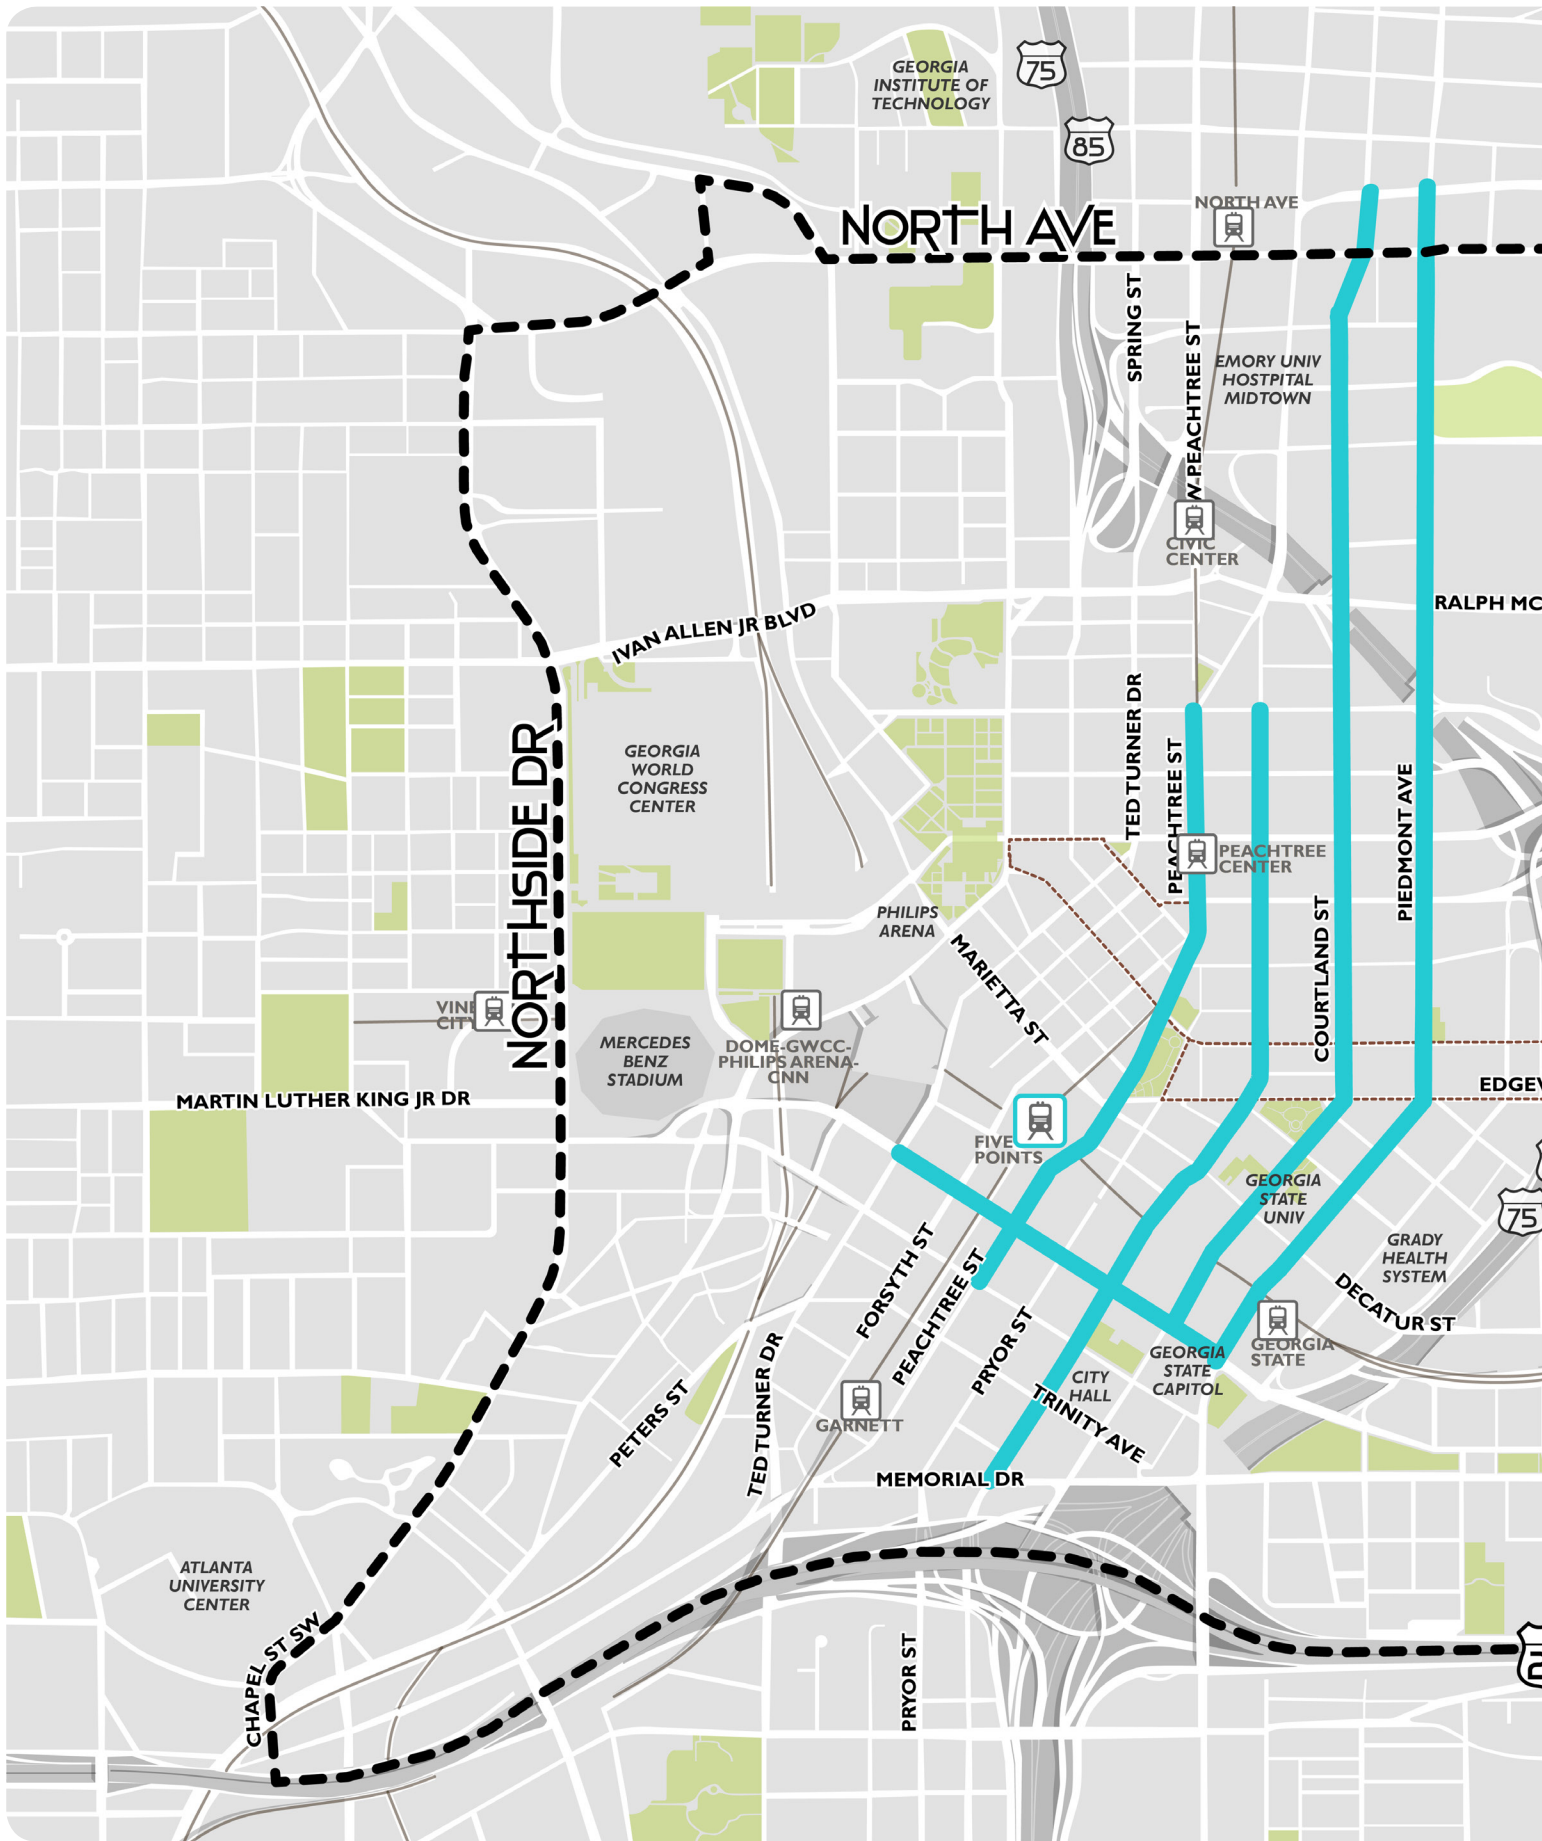 75
GEORGIA
INSTITUTE OF
TECHNOLOGY
85
NORTH AVE
NORTH AVE
SPRING ST
W PEACHTREE ST
EMORY UNIV
HOSTPITAL
MIDTOWN
CIVIC
CENTER
RALPH MC
IVAN ALLEN JR BLVD
NORTHSIDE DR
GEORGIA
WORLD
CONGRESS
CENTER
TED TURNER DR
PEACHTREE ST
PEACHTREE
CENTER
PIEDMONT AVE
COURTLAND ST
PHILIPS
ARENA
MARIETTA ST
VINE
CITY
MERCEDES
BENZ
STADIUM
DOME-GWCC-
PHILIPS ARENA-
CNN
MARTIN LUTHER KING JR DR
EDGEV
FIVE
POINTS
GEORGIA
STATE
UNIV
75
GRADY
HEALTH
SYSTEM
DECATUR ST
FORSYTH ST
PEACHTREE ST
PRYOR ST
GEORGIA
STATE
GEORGIA
STATE
CAPITOL
CITY
HALL
TRINITY AVE
PETERS ST
TED TURNER DR
GARNETT
MEMORIAL DR
ATLANTA
UNIVERSITY
CENTER
CHAPEL ST SW
PRYOR ST
2